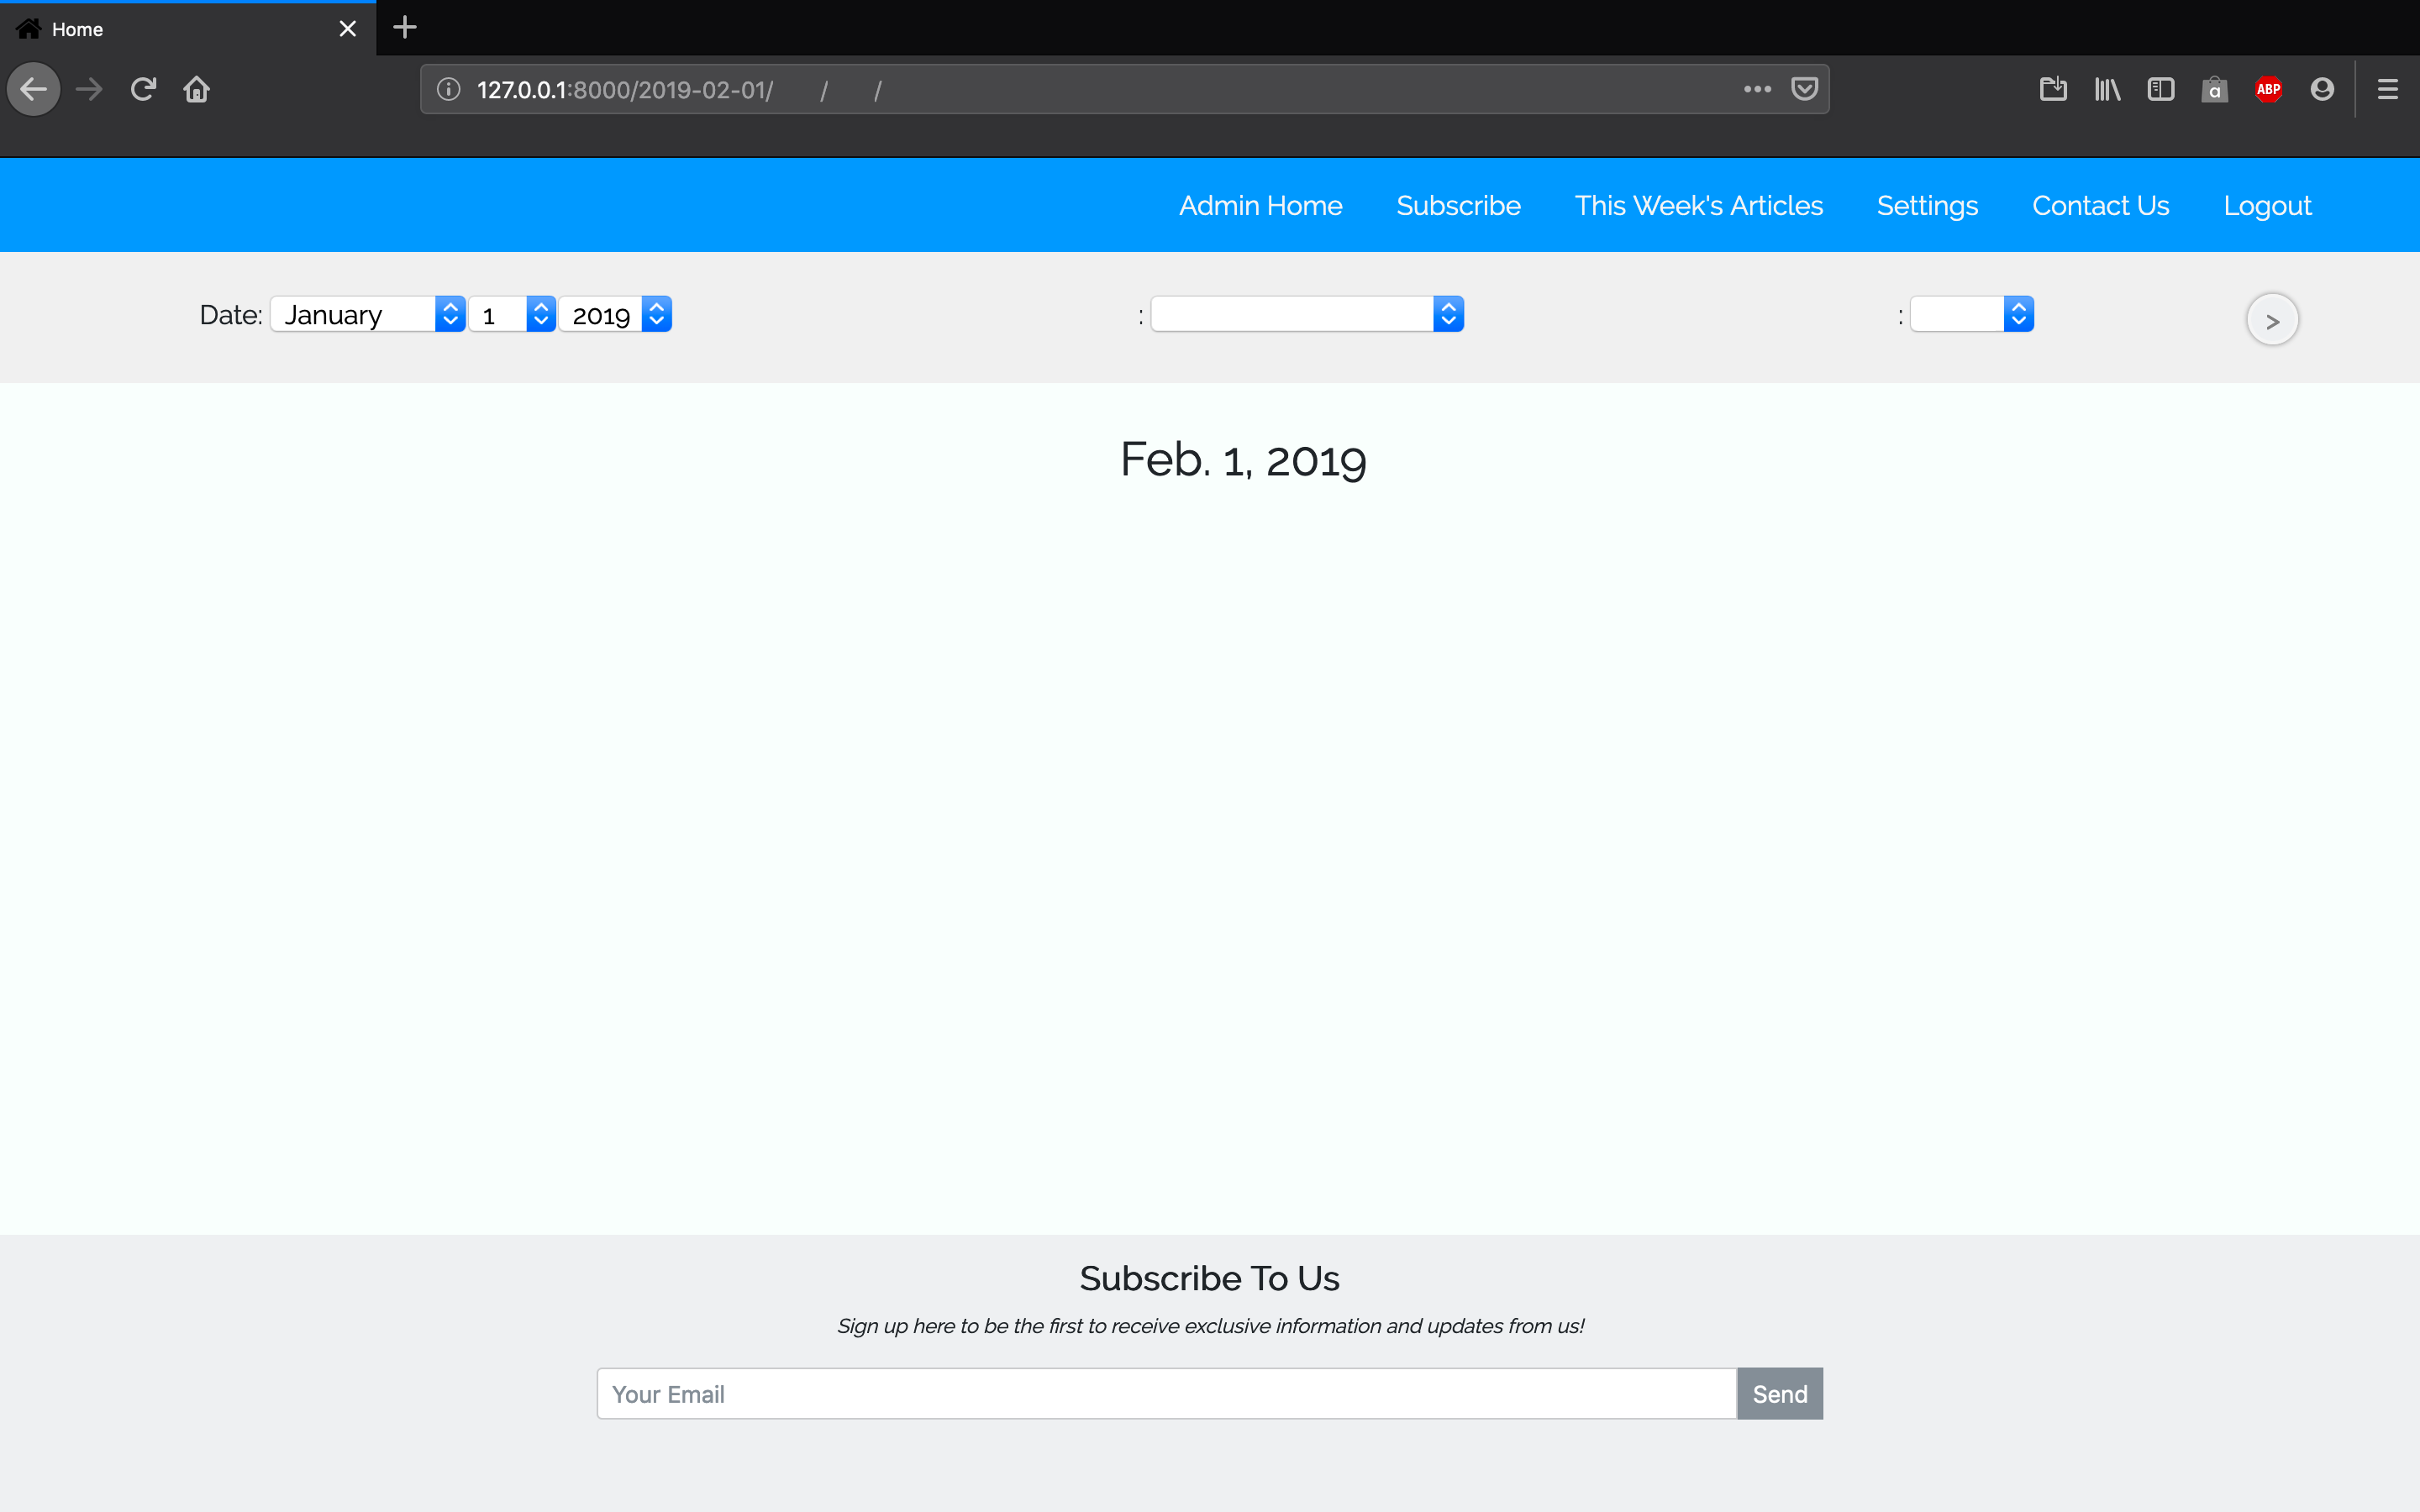 Home
127.0.0.1:8000/2019-02-01/ / /
a
ABP
Admin Home Subscribe This Week's Articles Settings Contact Us Logout
Date: January 1 2019 : : >
Feb. 1, 2019
Subscribe To Us
Sign up here to be the first to receive exclusive information and updates from us!
Your Email Send